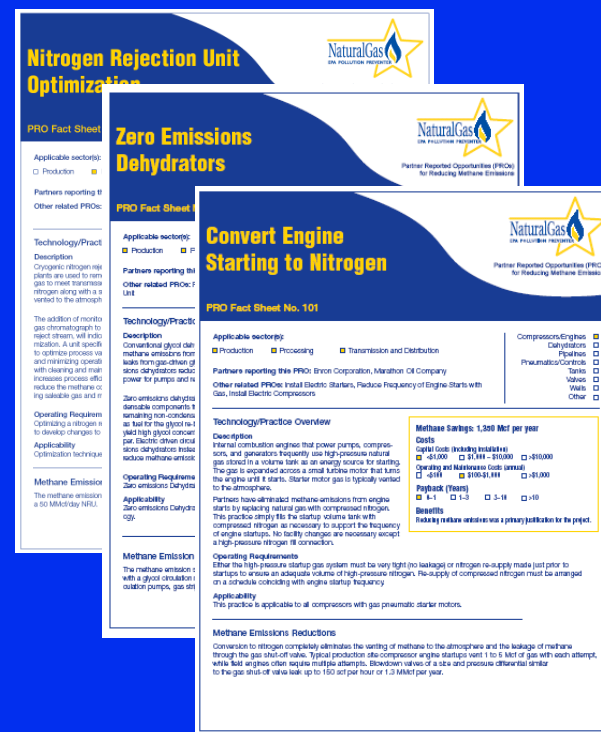 Nitrogen Rejection Unit
Optimization
NaturalGas
EPA POLLUTION PREVENTER
PRO Fact Sheet
Applicable sector(s):
Production
Partners reporting th
Other related PROs:
Technology/Practi
Description
Cryogenic nitrogen reje
plants are used to rem
gas to meet transmiss
nitrogen along with a s
vented to the atmosph
The addition of monito
gas chromatograph to
reject stream, will indic
mization. A unit specifi
to optimize process va
and minimizing operati
with cleaning and main
increases process effic
reduce the methane co
ing saleable gas and m
Operating Requirem
Optimizing a nitrogen r
to develop changes to
Applicability
Optimization technique
Methane Emission
The methane emission
a 50 MMcf/day NRU.
Zero Emissions
Dehydrators
NaturalGas
EPA POLLUTION PREVENTER
Partner Reported Opportunities (PROs)
for Reducing Methane Emissions
PRO Fact Sheet
Applicable sector(s):
Production P
Partners reporting thi
Other related PROs: F
Unit
Technology/Practic
Description
Conventional glycol deh
methane emissions from
leaks from gas-driven gl
sions dehydrators reduc
power for pumps and re
Zero emissions dehydra
densable components fr
remaining non-condens
as fuel for the glycol re-b
yield high glycol concen
per. Electric driven circul
sions dehydrators instea
reduce methane emissio
Operating Requireme
Zero emissions Dehydra
Applicability
Zero emissions Dehydra
ogy.
Methane Emission
The methane emission s
with a glycol circulation r
culation pumps, gas stri
Convert Engine
Starting to Nitrogen
NaturalGas
EPA POLLUTION PREVENTER
Partner Reported Opportunities (PRO
for Reducing Methane Emissio
PRO Fact Sheet No. 101
Applicable sector(s):
Production Processing Transmission and Distribution
Partners reporting this PRO: Enron Corporation, Marathon Oil Company
Other related PROs: Install Electric Starters, Reduce Frequency of Engine Starts with
Gas, Install Electric Compressors
Compressors/Engines
Dehydrators
Pipelines
Pneumatics/Controls
Tanks
Valves
Wells
Other
Technology/Practice Overview
Description
Internal combustion engines that power pumps, compres-
sors, and generators frequently use high-pressure natural
gas stored in a volume tank as an energy source for starting.
The gas is expanded across a small turbine motor that turns
the engine until it starts. Starter motor gas is typically vented
to the atmosphere.
Partners have eliminated methane emissions from engine
starts by replacing natural gas with compressed nitrogen.
This practice simply fills the startup volume tank with
compressed nitrogen as necessary to support the frequency
of engine startups. No facility changes are necessary except
a high-pressure nitrogen fill connection.
Methane Savings: 1,350 Mcf per year
Costs
Capital Costs (including installation)
<$1,000 $1,000 – $10,000 >$10,000
Operating and Maintenance Costs (annual)
<$100 $100-$1,000 >$1,000
Payback (Years)
0–1 1–3 3–10 >10
Benefits
Reducing methane emissions was a primary justification for the project.
Operating Requirements
Either the high-pressure startup gas system must be very tight (no leakage) or nitrogen re-supply made just prior to
startups to ensure an adequate volume of high-pressure nitrogen. Re-supply of compressed nitrogen must be arranged
on a schedule coinciding with engine startup frequency.
Applicability
This practice is applicable to all compressors with gas pneumatic starter motors.
Methane Emissions Reductions
Conversion to nitrogen completely eliminates the venting of methane to the atmosphere and the leakage of methane
through the gas shut-off valve. Typical production site compressor engine startups vent 1 to 5 Mcf of gas with each attempt,
while field engines often require multiple attempts. Blowdown valves of a size and pressure differential similar
to the gas shut-off valve leak up to 150 scf per hour or 1.3 MMcf per year.